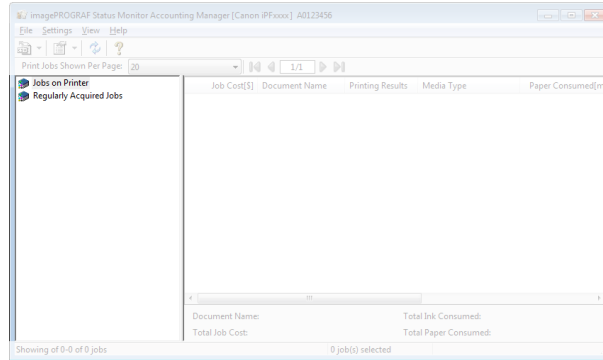 imagePROGRAF Status Monitor Accounting Manager [Canon iPFxxxx] A0123456
File Settings View Help
Print Jobs Shown Per Page: 20 1/1
Jobs on Printer
Regularly Acquired Jobs
Job Cost[$] Document Name Printing Results Media Type Paper Consumed[m
Document Name: Total Ink Consumed:
Total Job Cost: Total Paper Consumed:
Showing of 0-0 of 0 jobs 0 job(s) selected